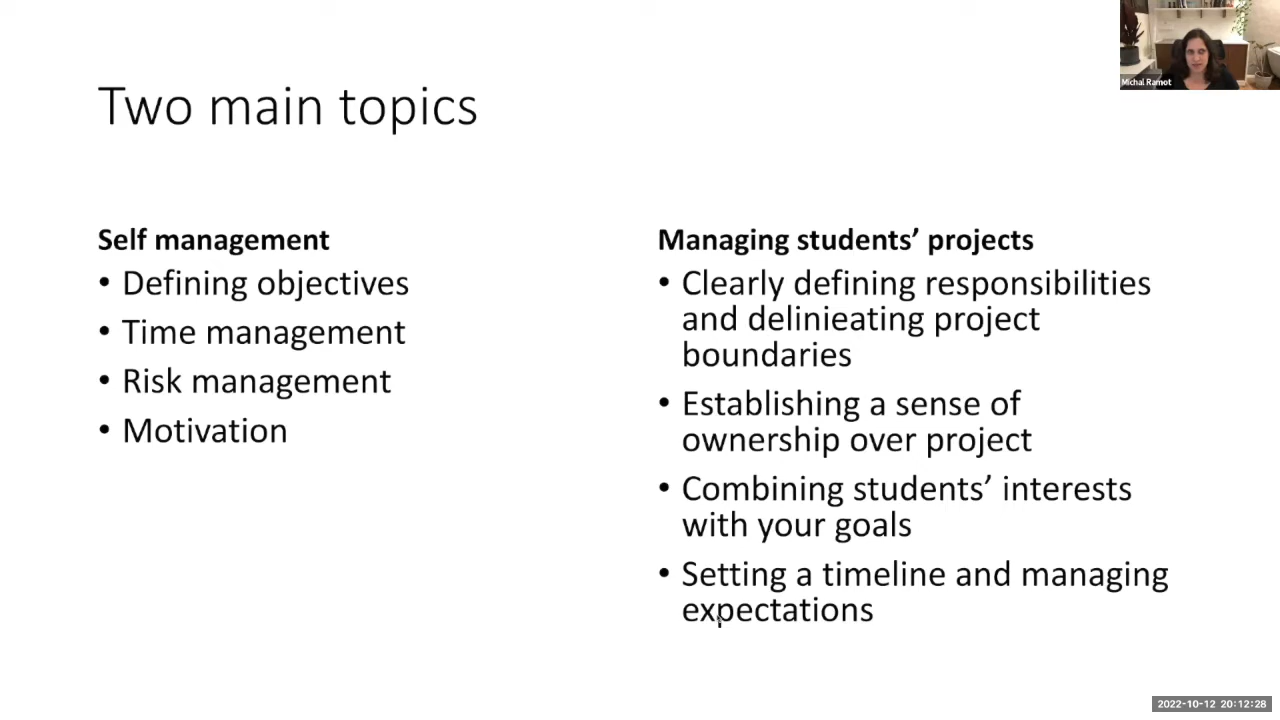 Michal Ramot
Two main topics
Self management
• Defining objectives
• Time management
• Risk management
• Motivation
Managing students’ projects
• Clearly defining responsibilities
and delinieating project
boundaries
• Establishing a sense of
ownership over project
• Combining students’ interests
with your goals
• Setting a timeline and managing
expectations
2022-10-12 20:12:28